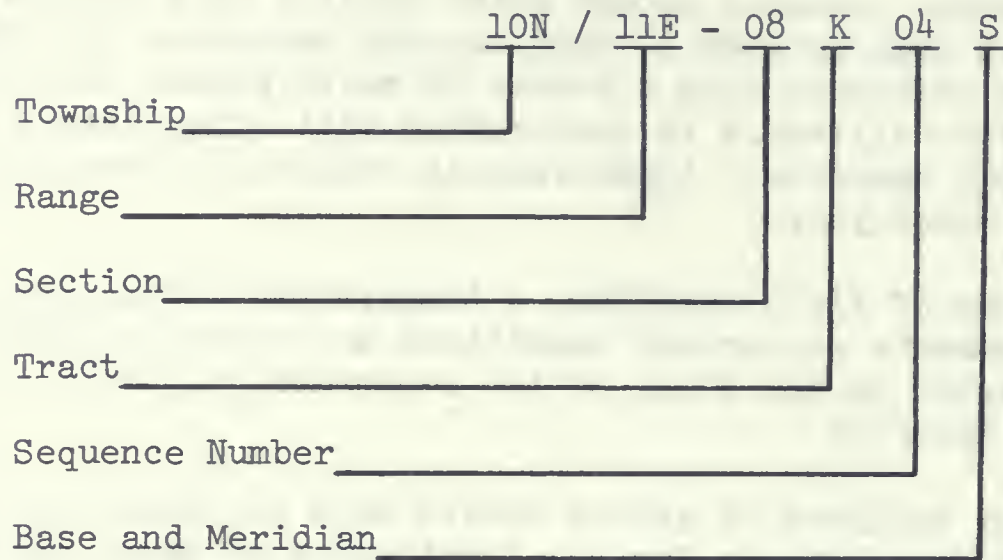 10N / 11E - 08 K 04 S
Township
Range
Section
Tract
Sequence Number
Base and Meridian